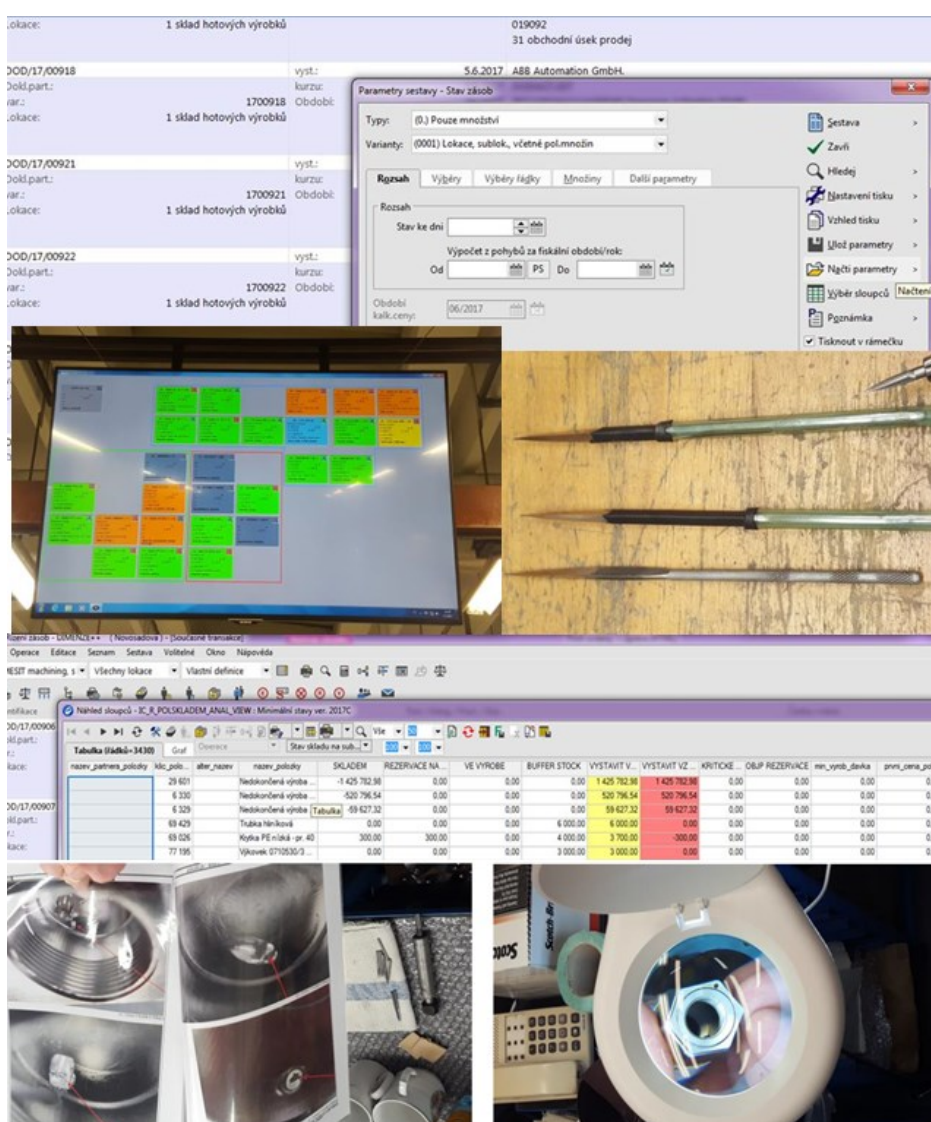 Lokace: 1 sklad hotových výrobků 019092
31 obchodní úsek prodej
DOD/17/00918 vyst.: 5.6.2017 ABB Automation GmbH.
Dokl.part.: kurzu:
var.: 1700918 Období:
Lokace: 1 sklad hotových výrobků
DOD/17/00921 vyst.:
Dokl.part.: kurzu:
var.: 1700921 Období:
Lokace: 1 sklad hotových výrobků
DOD/17/00922 vyst.:
Dokl.part.: kurzu:
var.: 1700922 Období:
Lokace: 1 sklad hotových výrobků
Parametry sestavy - Stav zásob
Typy: (0.) Pouze množství
Varianty: (0001) Lokace, sublok., včetně pol.množin
Rozsah Výběry Výběry řádky Množiny Další parametry
Rozsah
Stav ke dni
Výpočet z pohybů za fiskální období/rok:
Od PS Do
Období
kalk.ceny: 06/2017
Sestava
Zavři
Hledej
Nastavení tisku
Vzhled tisku
Ulož parametry
Načti parametry
Výběr sloupců Načtení
Poznámka
Tisknout v rámečku
Řízení zásob - DIMENZE++ (Novosadova) - [Současné transakce]
Operace Editace Seznam Sestava Volitelné Okno Nápověda
MESIT machining, s Všechny lokace Vlastní definice
Náhled sloupců - IC_R_POLSKLADEM_ANAL_VIEW : Minimální stavy ver. 2017C
Vše 50
Tabulka (řádků=3430) Graf Operace Stav skladu na sub... 100 100
nazev_partnera_polozky klic_polo... alter_nazev nazev_polozky SKLADEM REZERVACE NA ... VE VYROBE BUFFER STOCK VYSTAVIT V... VYSTAVIT VZ ... KRITICKE ... OBJP REZERVACE min_vyrob_davka prvni_cena_po
29 601 Nedokončená výroba ... -1 425 782,98 0,00 0,00 0,00 1 425 782,98 1 425 782,98 0,00 0,00 0,00
6 330 Nedokončená výroba ... -520 796,54 0,00 0,00 0,00 520 796,54 520 796,54 0,00 0,00 0,00
6 329 Nedokončená výroba Tabulka -59 627,32 0,00 0,00 0,00 59 627,32 59 627,32 0,00 0,00 0,00
69 429 Trubka hliníková 0,00 0,00 0,00 6 000,00 6 000,00 0,00 0,00 0,00 0,00
69 026 Krytka PE nízká - pr. 40 300,00 300,00 0,00 4 000,00 3 700,00 -300,00 0,00 0,00 0,00
77 195 Výkovek 0710530/3 ... 0,00 0,00 0,00 3 000,00 3 000,00 0,00 0,00 0,00 0,00
DOD/17/00906
DOD/17/00907
Scotch-Br
Scot